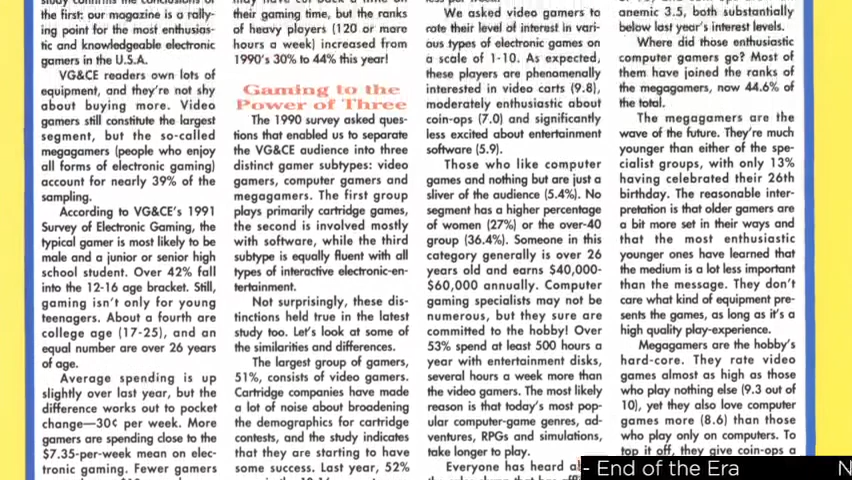 the first: our magazine is a rally-
ing point for the most enthusias-
tic and knowledgeable electronic
gamers in the U.S.A.
VG&CE readers own lots of
equipment, and they're not shy
about buying more. Video
gamers still constitute the largest
segment, but the so-called
megagamers (people who enjoy
all forms of electronic gaming)
account for nearly 39% of the
sampling.
According to VG&CE's 1991
Survey of Electronic Gaming, the
typical gamer is most likely to be
male and a junior or senior high
school student. Over 42% fall
into the 12-16 age bracket. Still,
gaming isn't only for young
teenagers. About a fourth are
college age (17-25), and an
equal number are over 26 years
of age.
Average spending is up
slightly over last year, but the
difference works out to pocket
change—30¢ per week. More
gamers are spending close to the
$7.35-per-week mean on elec-
tronic gaming. Fewer gamers
their gaming time, but the ranks
of heavy players (120 or more
hours a week) increased from
1990's 30% to 44% this year!
Gaming to the
Power of Three
The 1990 survey asked ques-
tions that enabled us to separate
the VG&CE audience into three
distinct gamer subtypes: video
gamers, computer gamers and
megagamers. The first group
plays primarily cartridge games,
the second is involved mostly
with software, while the third
subtype is equally fluent with all
types of interactive electronic-en-
tertainment.
Not surprisingly, these dis-
tinctions held true in the latest
study too. Let's look at some of
the similarities and differences.
The largest group of gamers,
51%, consists of video gamers.
Cartridge companies have made
a lot of noise about broadening
the demographics for cartridge
contests, and the study indicates
that they are starting to have
some success. Last year, 52%
We asked video gamers to
rate their level of interest in vari-
ous types of electronic games on
a scale of 1-10. As expected,
these players are phenomenally
interested in video carts (9.8),
moderately enthusiastic about
coin-ops (7.0) and significantly
less excited about entertainment
software (5.9).
Those who like computer
games and nothing but are just a
sliver of the audience (5.4%). No
segment has a higher percentage
of women (27%) or the over-40
group (36.4%). Someone in this
category generally is over 26
years old and earns $40,000-
$60,000 annually. Computer
gaming specialists may not be
numerous, but they sure are
committed to the hobby! Over
53% spend at least 500 hours a
year with entertainment disks,
several hours a week more than
the video gamers. The most likely
reason is that today's most pop-
ular computer-game genres, ad-
ventures, RPGs and simulations,
take longer to play.
Everyone has heard
anemic 3.5, both substantially
below last year's interest levels.
Where did those enthusiastic
computer gamers go? Most of
them have joined the ranks of
the megagamers, now 44.6% of
the total.
The megagamers are the
wave of the future. They're much
younger than either of the spe-
cialist groups, with only 13%
having celebrated their 26th
birthday. The reasonable inter-
pretation is that older gamers are
a bit more set in their ways and
that the most enthusiastic
younger ones have learned that
the medium is a lot less important
than the message. They don't
care what kind of equipment pre-
sents the games, as long as it's a
high quality play-experience.
Megagamers are the hobby's
hard-core. They rate video
games almost as high as those
who play nothing else (9.3 out of
10), yet they also love computer
games more (8.6) than those
who play only on computers. To
top it off, they give coin-ops a
- End of the Era
N